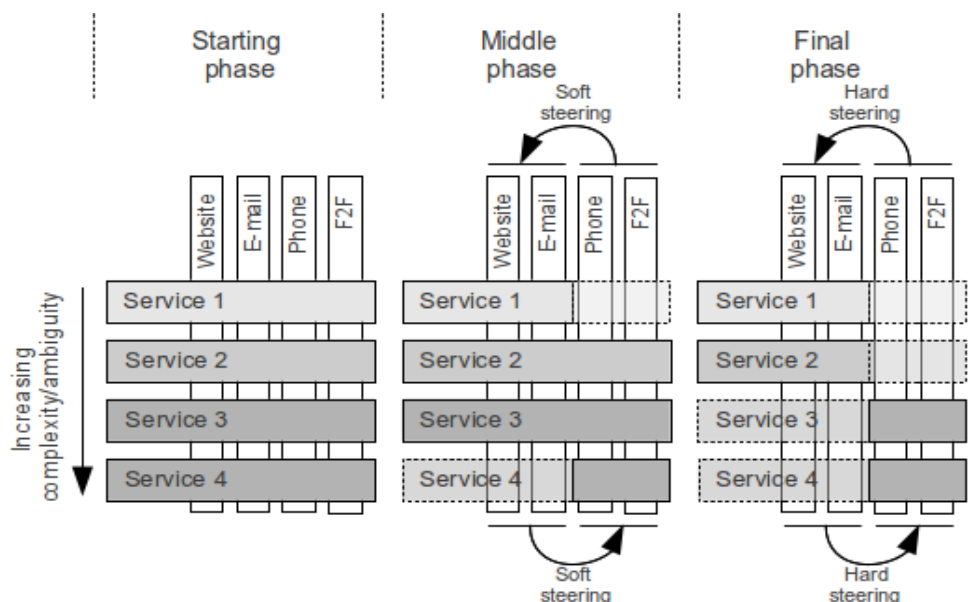 Starting
phase
Middle
phase
Final
phase
Soft
steering
Hard
steering
Website
E-mail
Phone
F2F
Website
E-mail
Phone
F2F
Website
E-mail
Phone
F2F
Increasing
complexity/ambiguity
Service 1
Service 2
Service 3
Service 4
Service 1
Service 2
Service 3
Service 4
Service 1
Service 2
Service 3
Service 4
Soft
steering
Hard
steering